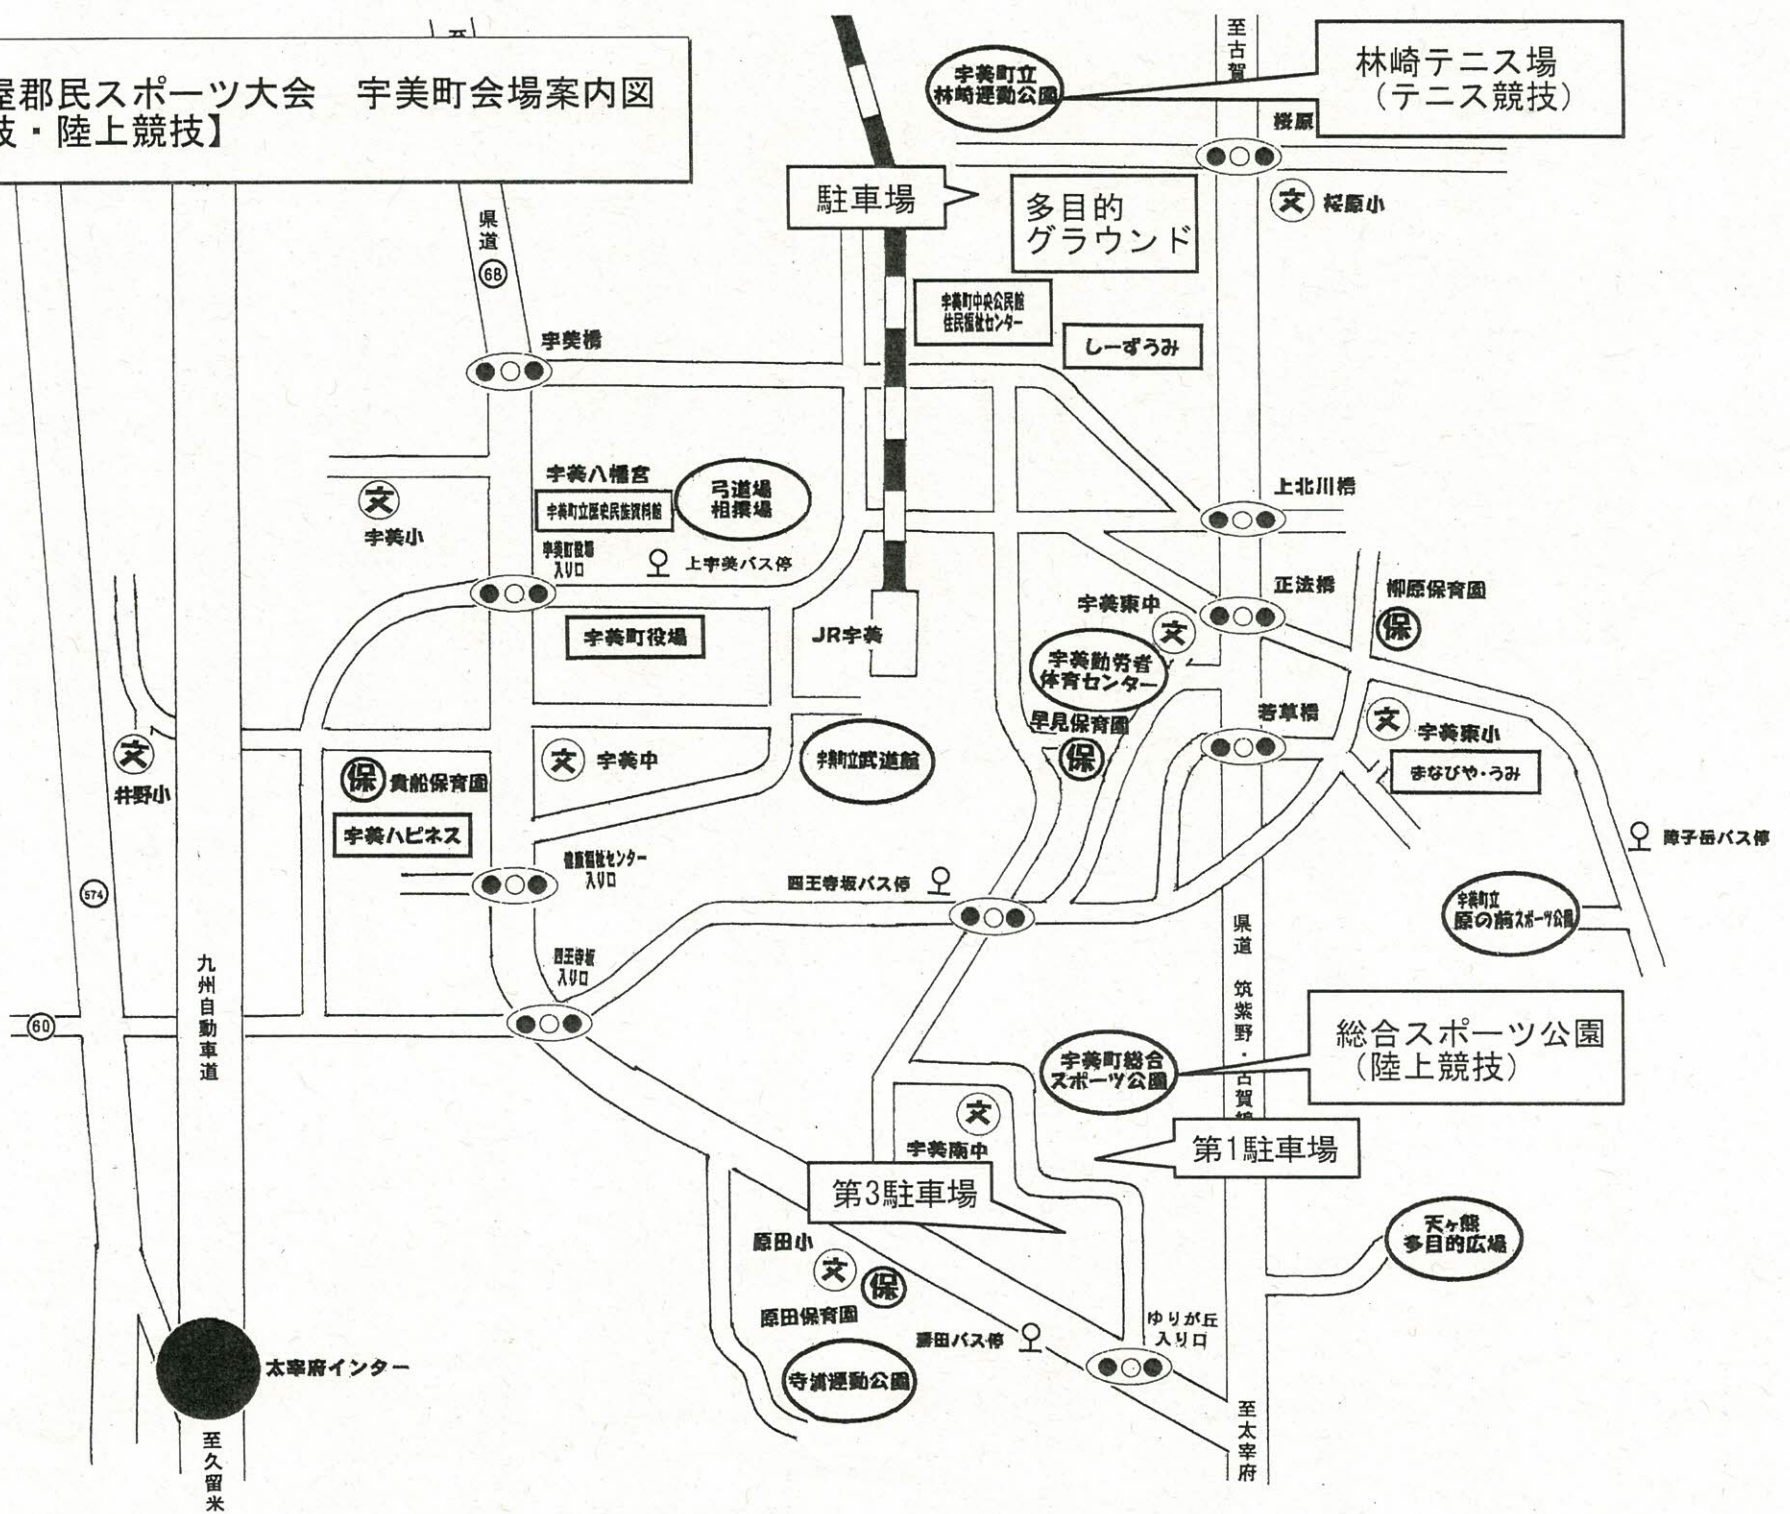 屋郡民スポーツ大会　宇美町会場案内図
技・陸上競技】
至古賀
宇美町立
林崎運動公園
林崎テニス場
（テニス競技）
桜原
文
桜原小
駐車場
多目的
グラウンド
県道
68
宇美町中央公民館
住民福祉センター
しーずうみ
宇美橋
宇美八幡宮
宇美町立歴史民族資料館
弓道場
相撲場
文
宇美小
宇美町役場
入り口
上宇美バス停
上北川橋
正法橋
柳原保育園
保
宇美東中
文
宇美町役場
JR宇美
宇美勤労者
体育センター
早見保育園
保
若草橋
文
宇美東小
まなびや・うみ
文
井野小
文
宇美中
宇美町立武道館
保
貴船保育園
宇美ハピネス
健康福祉センター
入り口
四王寺坂バス停
障子岳バス停
574
宇美町立
原の前スポーツ公園
県道　筑紫野・古賀線
九州自動車道
四王寺坂
入り口
60
宇美町総合
スポーツ公園
総合スポーツ公園
（陸上競技）
文
宇美南中
第1駐車場
第3駐車場
天ヶ熊
多目的広場
原田小
文
保
原田保育園
ゆりが丘
入り口
寺浦運動公園
太宰府インター
至太宰府
至久留米